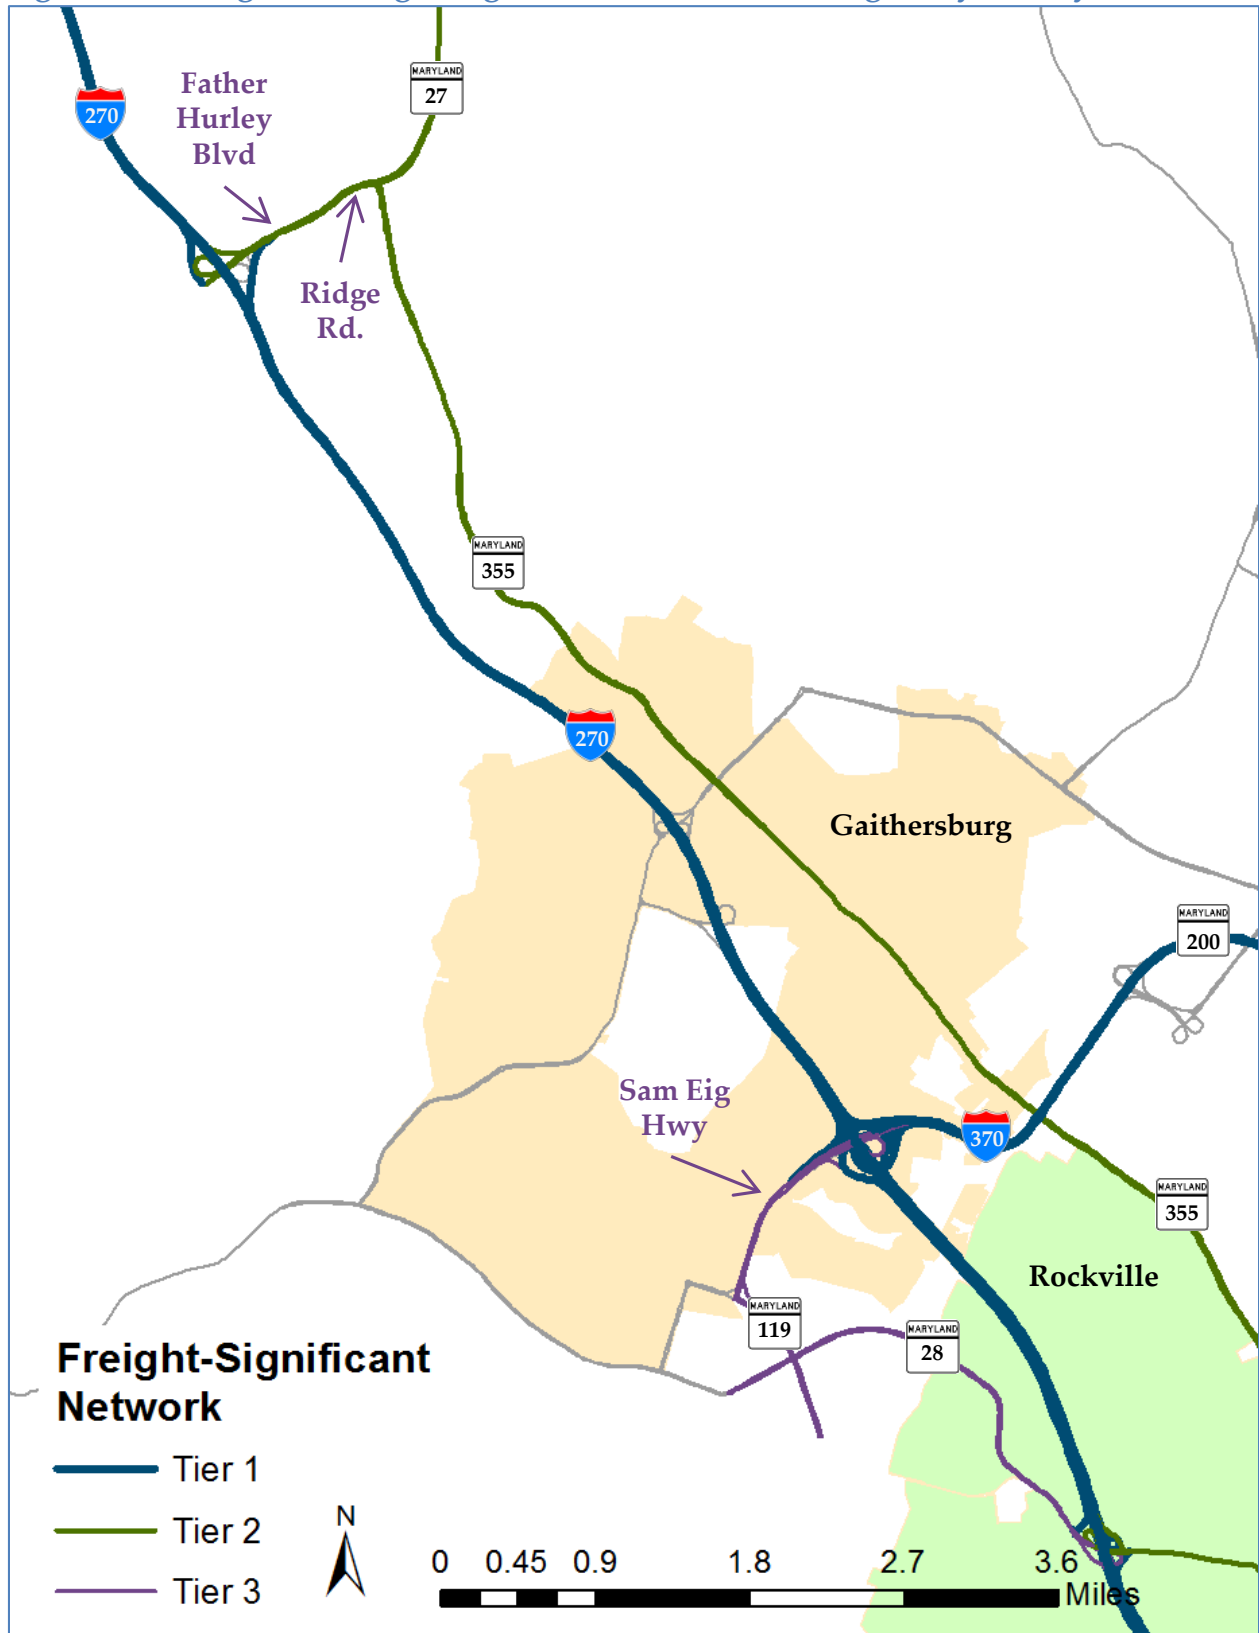 MARYLAND
27
270
Father
Hurley
Blvd
Ridge
Rd.
MARYLAND
355
270
Gaithersburg
MARYLAND
200
Sam Eig
Hwy
370
MARYLAND
355
Rockville
MARYLAND
119
MARYLAND
28
Freight-Significant
Network
Tier 1
Tier 2
Tier 3
N
0 0.45 0.9 1.8 2.7 3.6
Miles